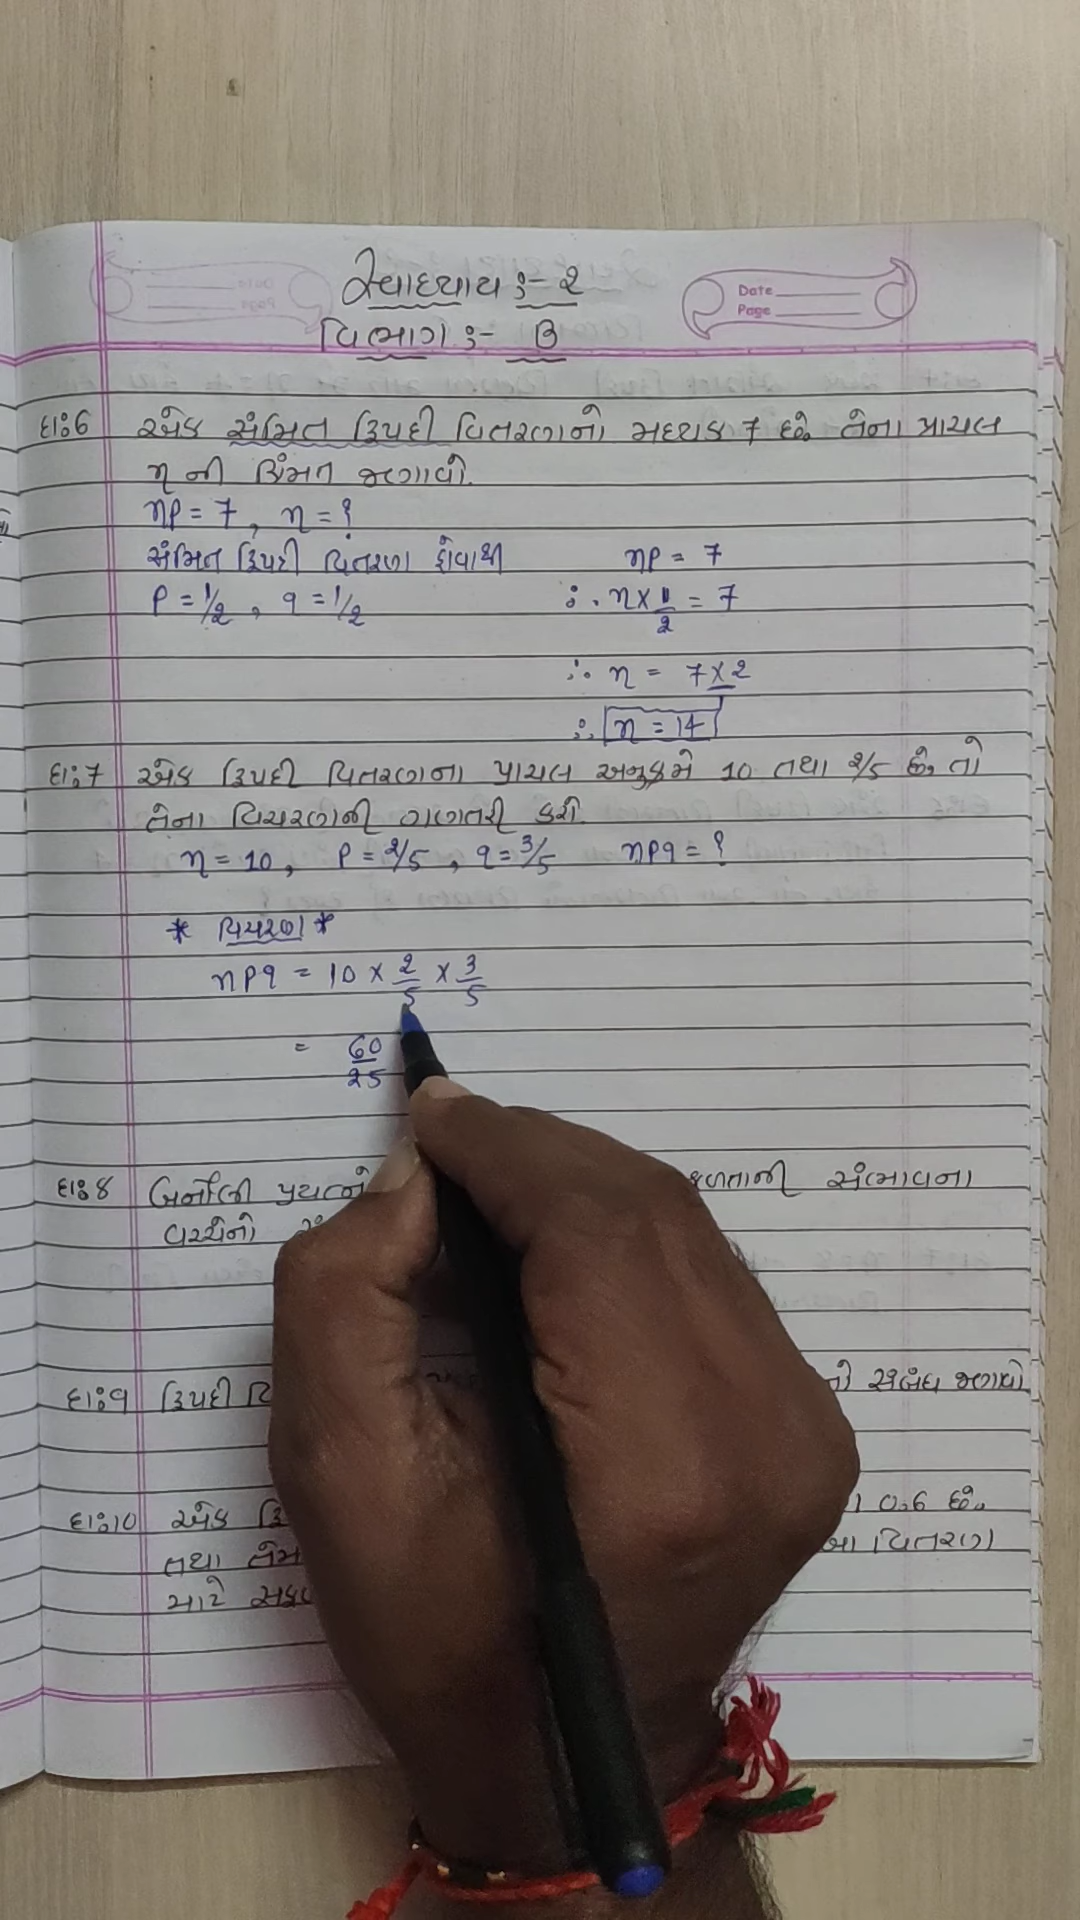 સ્વાધ્યાય :- 2
વિભાગ :- B
Date
Page
દા:6 એક સંમિત દ્વિપદી વિતરણનો મધ્યક 7 છે. તેના પ્રાચલ
n ની કિંમત જણાવો.
np = 7, n = ?
સંમિત દ્વિપદી વિતરણ હોવાથી np = 7
p = 1/2, q = 1/2 ∴ n × 1/2 = 7
∴ n = 7 × 2
∴ n = 14
દા:7 એક દ્વિપદી વિતરણના પ્રાચલ અનુક્રમે 10 તથા 2/5 છે, તો
તેના વિચરણની ગણતરી કરો.
n = 10, p = 2/5, q = 3/5 npq = ?
* વિચરણ *
npq = 10 × 2/5 × 3/5
= 60/25
દા:8 બર્નોલી પ્રયત્નો સંભાવના
વચ્ચેનો
દા:9 દ્વિપદી સંબંધ જણાવો.
દા:10 એક 0.6 છે.
તથા વિતરણ
માટે